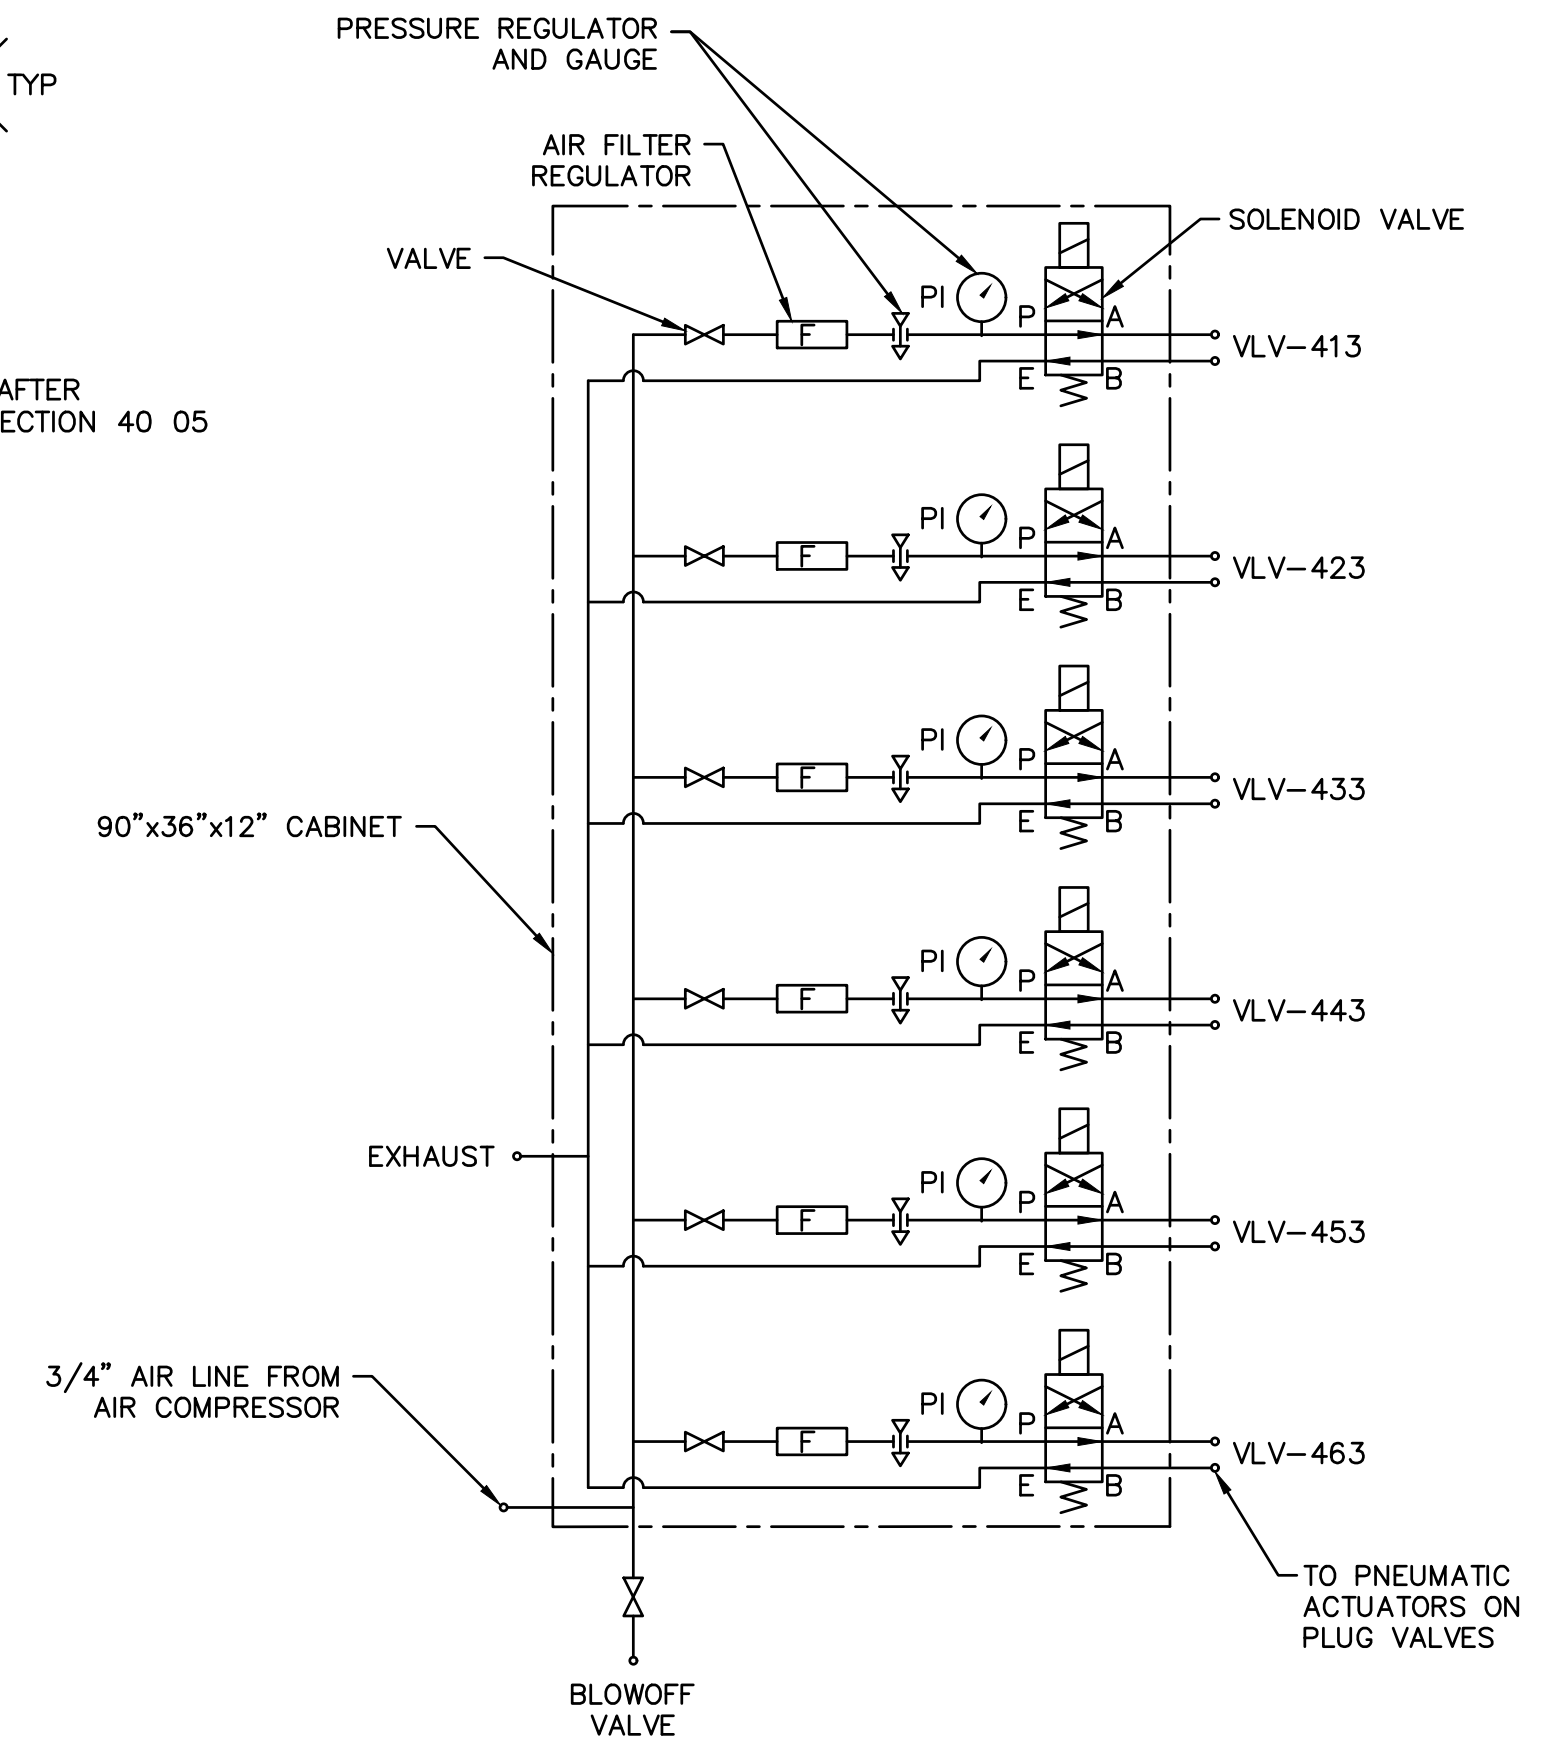 PRESSURE REGULATOR
AND GAUGE
TYP
AIR FILTER
REGULATOR
SOLENOID VALVE
VALVE
PI
P
A
F
VLV-413
E
B
AFTER
ECTION 40 05
PI
P
A
F
VLV-423
E
B
PI
P
A
F
VLV-433
E
B
90"x36"x12" CABINET
PI
P
A
F
VLV-443
E
B
EXHAUST
PI
P
A
F
VLV-453
E
B
3/4" AIR LINE FROM
AIR COMPRESSOR
PI
P
A
F
VLV-463
E
B
TO PNEUMATIC
ACTUATORS ON
PLUG VALVES
BLOWOFF
VALVE